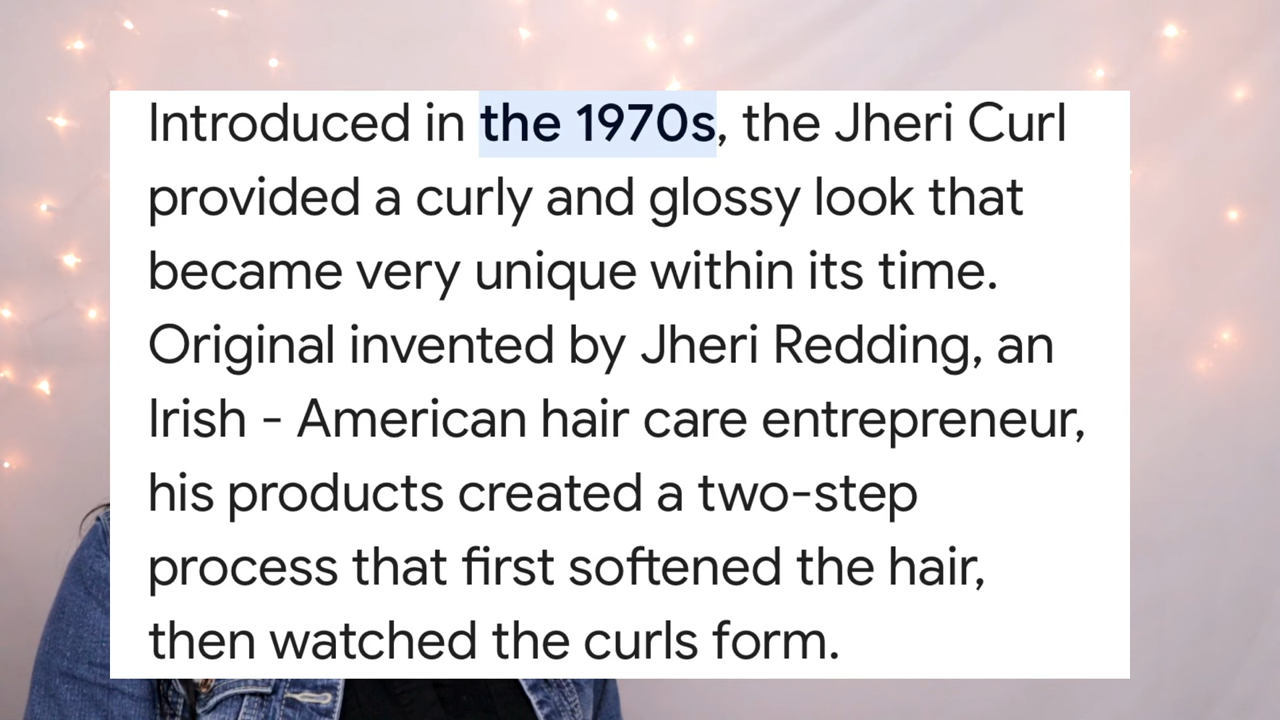 Introduced in the 1970s, the Jheri Curl
provided a curly and glossy look that
became very unique within its time.
Original invented by Jheri Redding, an
Irish - American hair care entrepreneur,
his products created a two-step
process that first softened the hair,
then watched the curls form.